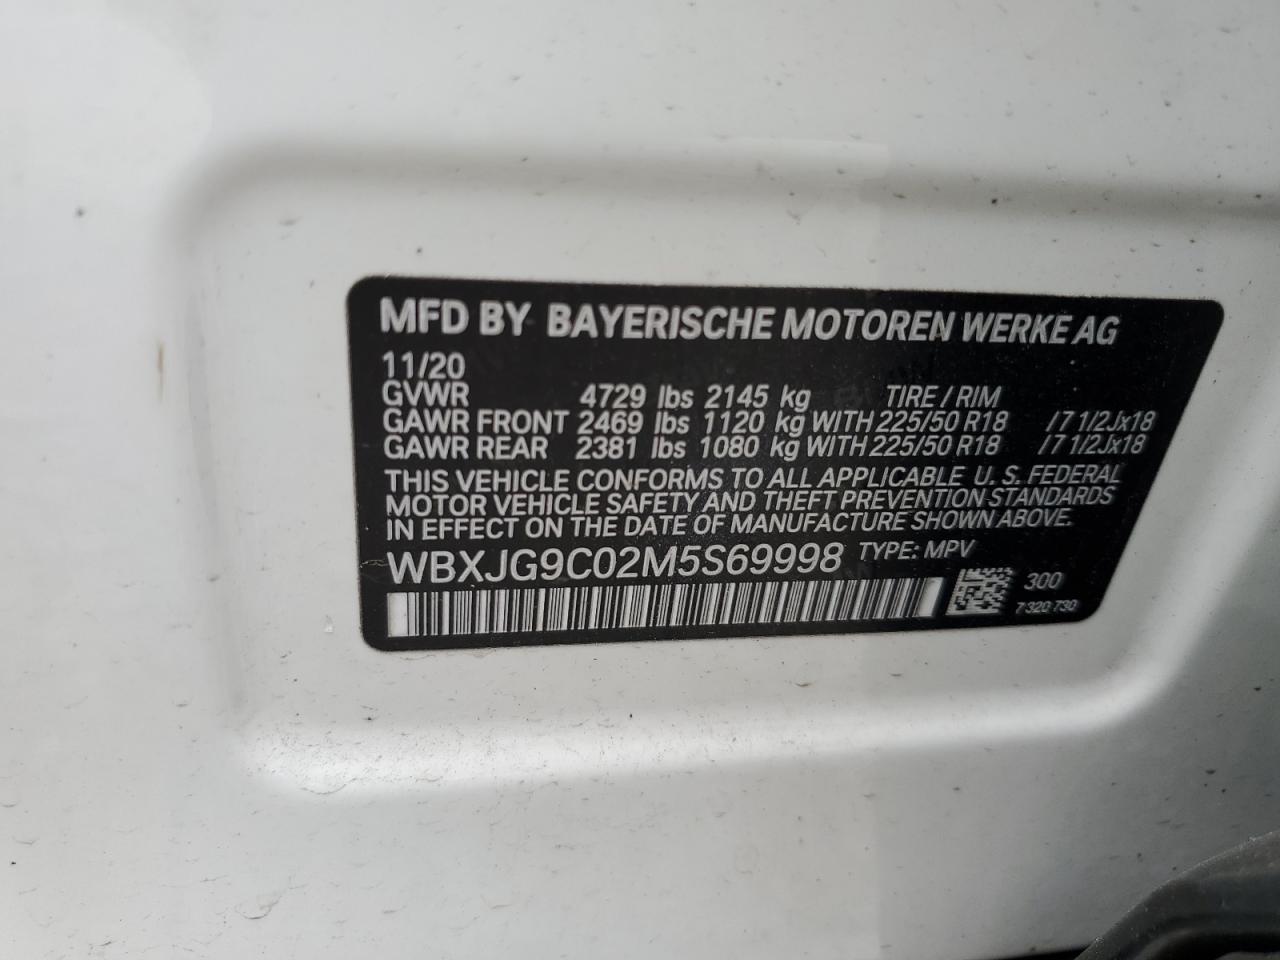 MFD BY BAYERISCHE MOTOREN WERKE AG
11/20
GVWR 4729 lbs 2145 kg TIRE / RIM
GAWR FRONT 2469 lbs 1120 kg WITH 225/50 R18 /7 1/2Jx18
GAWR REAR 2381 lbs 1080 kg WITH 225/50 R18 /7 1/2Jx18
THIS VEHICLE CONFORMS TO ALL APPLICABLE U. S. FEDERAL
MOTOR VEHICLE SAFETY AND THEFT PREVENTION STANDARDS
IN EFFECT ON THE DATE OF MANUFACTURE SHOWN ABOVE.
WBXJG9C02M5S69998 TYPE: MPV
300
7 320 730